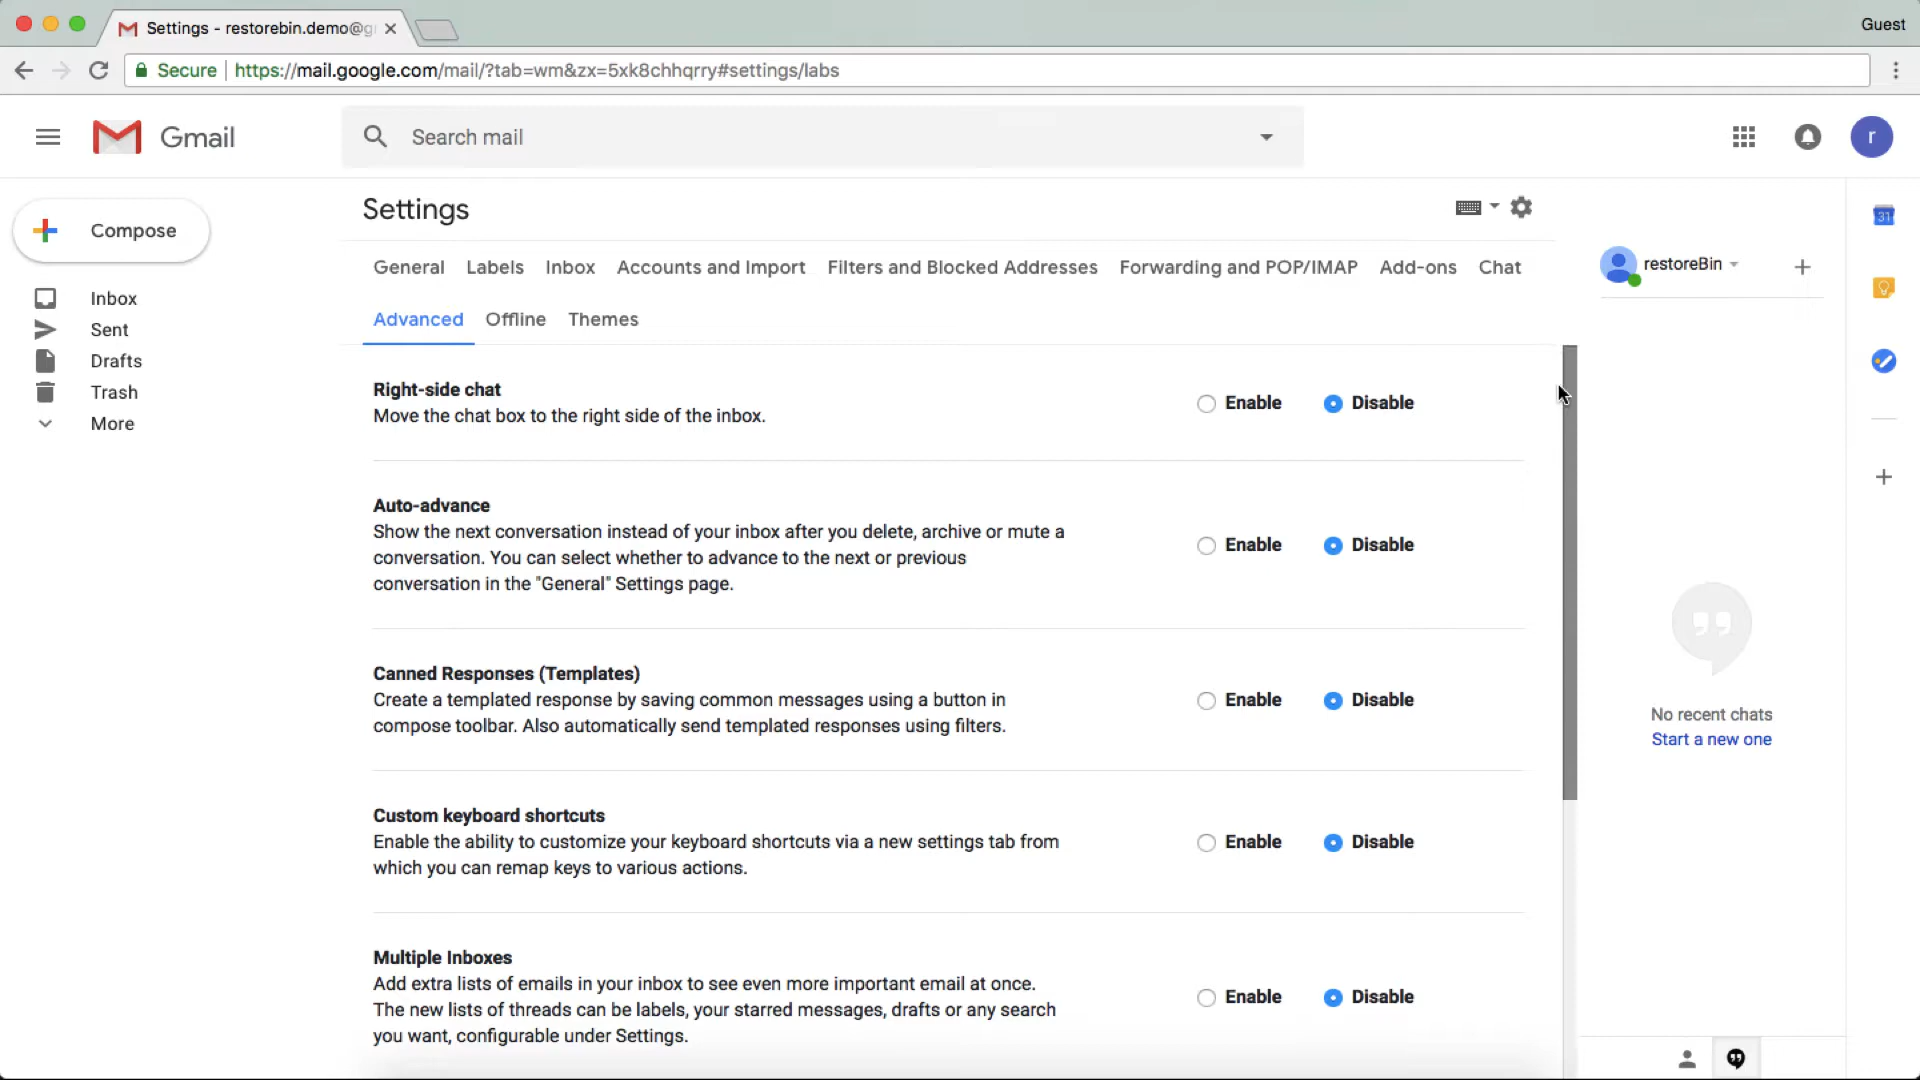 Settings - restorebin.demo@g
Guest
Secure
https://mail.google.com/mail/?tab=wm&zx=5xk8chhqrry#settings/labs
Gmail
Search mail
r
Compose
Inbox
Sent
Drafts
Trash
More
Settings
General Labels Inbox Accounts and Import Filters and Blocked Addresses Forwarding and POP/IMAP Add-ons Chat
Advanced Offline Themes
Right-side chat
Move the chat box to the right side of the inbox.
Enable Disable
Auto-advance
Show the next conversation instead of your inbox after you delete, archive or mute a
conversation. You can select whether to advance to the next or previous
conversation in the "General" Settings page.
Enable Disable
Canned Responses (Templates)
Create a templated response by saving common messages using a button in
compose toolbar. Also automatically send templated responses using filters.
Enable Disable
Custom keyboard shortcuts
Enable the ability to customize your keyboard shortcuts via a new settings tab from
which you can remap keys to various actions.
Enable Disable
Multiple Inboxes
Add extra lists of emails in your inbox to see even more important email at once.
The new lists of threads can be labels, your starred messages, drafts or any search
you want, configurable under Settings.
Enable Disable
restoreBin
No recent chats
Start a new one
31